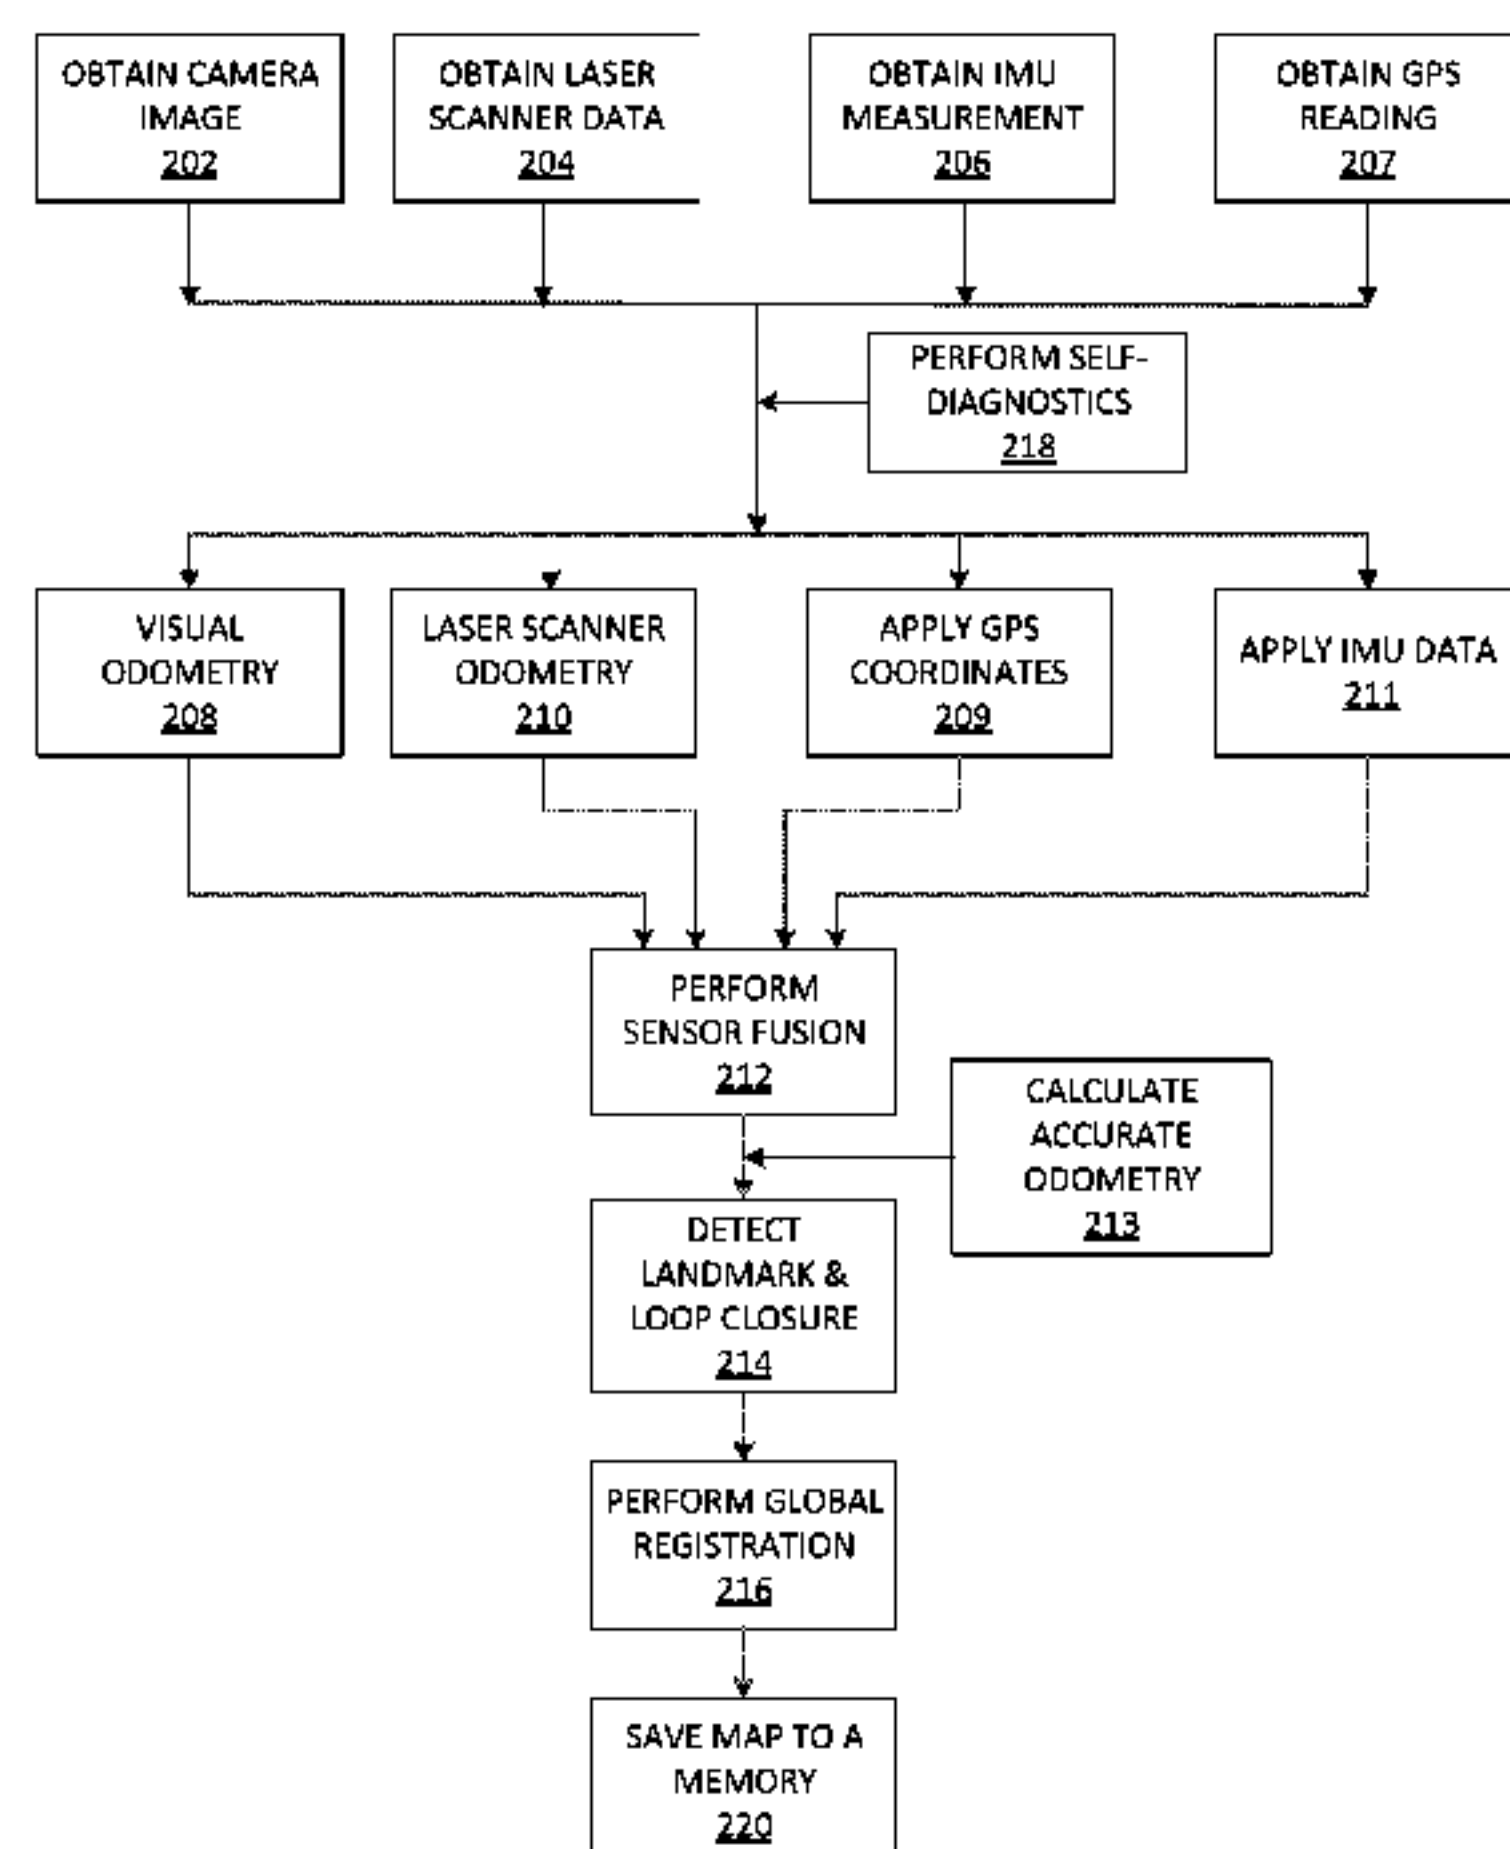 OBTAIN CAMERA
IMAGE
202
OBTAIN LASER
SCANNER DATA
204
OBTAIN IMU
MEASUREMENT
206
OBTAIN GPS
READING
207
PERFORM SELF-
DIAGNOSTICS
218
VISUAL
ODOMETRY
208
LASER SCANNER
ODOMETRY
210
APPLY GPS
COORDINATES
209
APPLY IMU DATA
211
PERFORM
SENSOR FUSION
212
CALCULATE
ACCURATE
ODOMETRY
213
DETECT
LANDMARK &
LOOP CLOSURE
214
PERFORM GLOBAL
REGISTRATION
216
SAVE MAP TO A
MEMORY
220